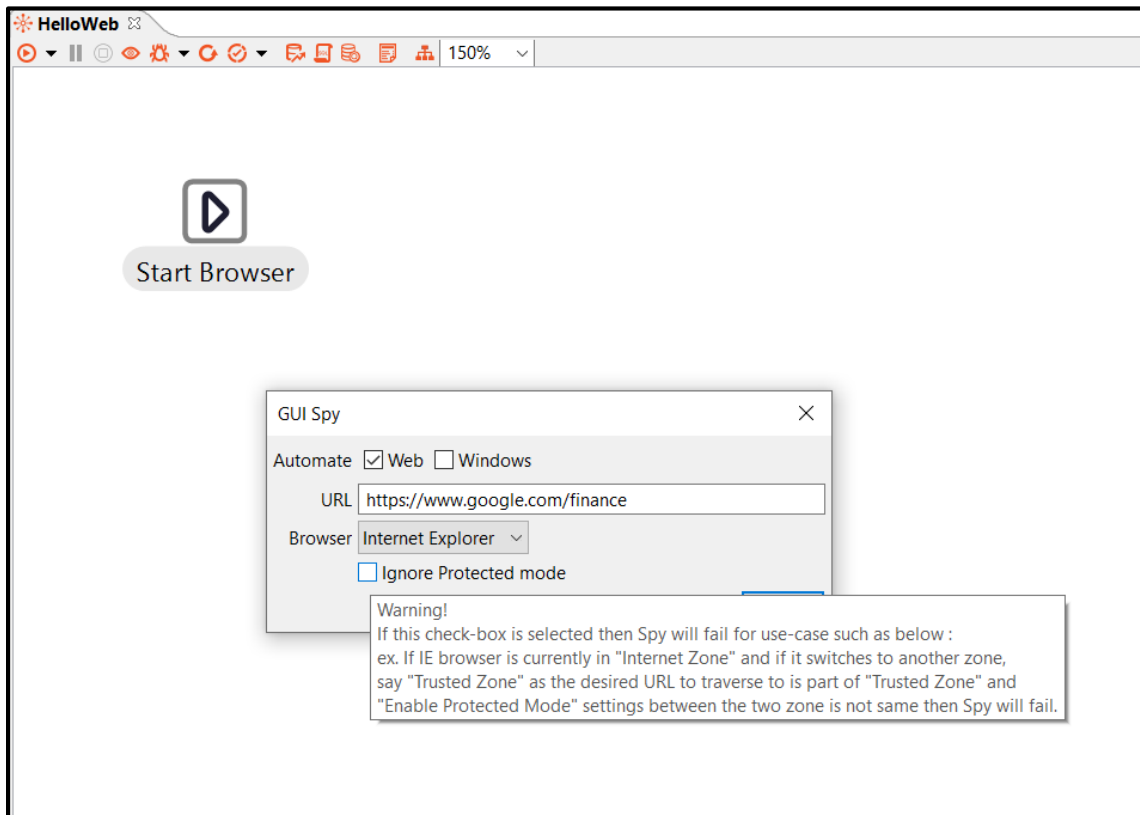 HelloWeb
150%
Start Browser
GUI Spy
Automate Web Windows
URL https://www.google.com/finance
Browser Internet Explorer
Ignore Protected mode
Warning!
If this check-box is selected then Spy will fail for use-case such as below :
ex. If IE browser is currently in "Internet Zone" and if it switches to another zone,
say "Trusted Zone" as the desired URL to traverse to is part of "Trusted Zone" and
"Enable Protected Mode" settings between the two zone is not same then Spy will fail.